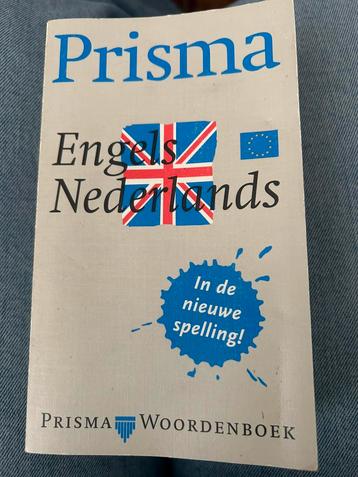 Prisma
Engels
Nederlands
In de
nieuwe
spelling!
PRISMA WOORDENBOEK